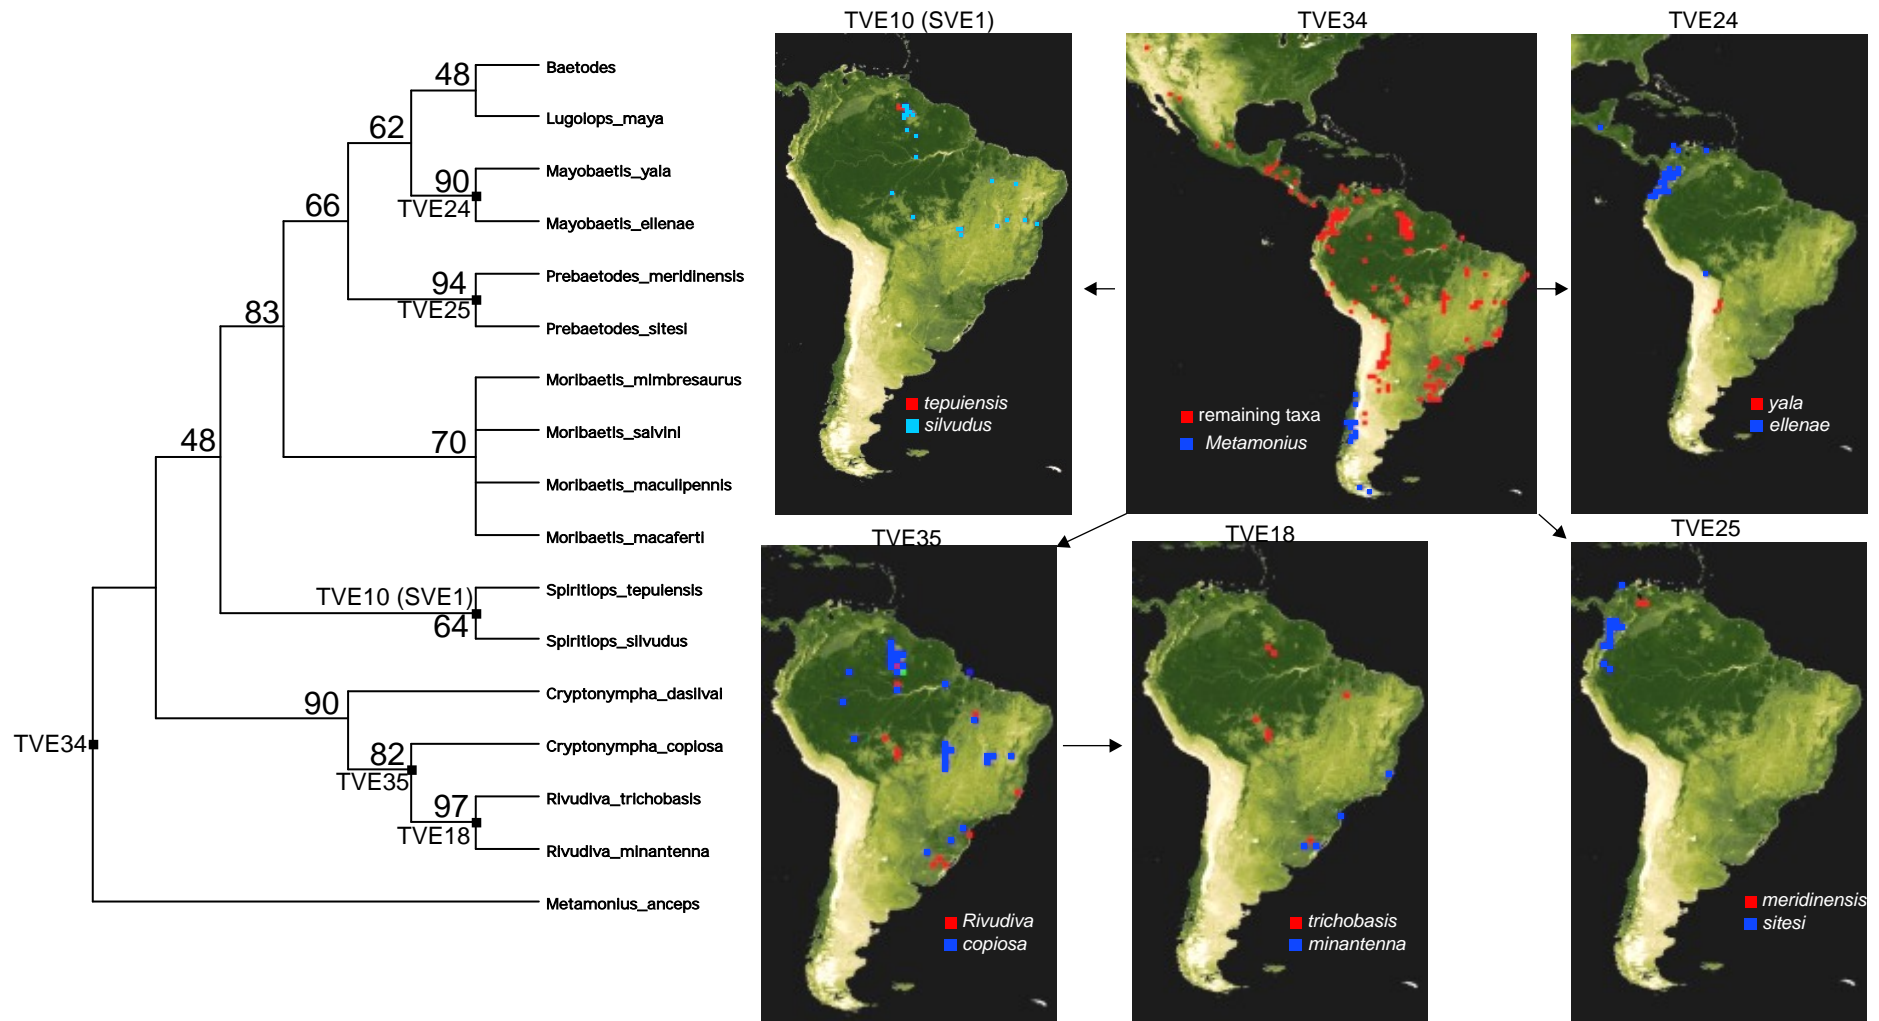 TVE10 (SVE1)
TVE34
TVE24
48
Baetodes
Lugolops_maya
62
90
Mayobaetis_yala
TVE24
Mayobaetis_ellenae
66
94
Prebaetodes_meridinensis
TVE25
Prebaetodes_sitesi
83
Moribaetis_mimbresaurus
48
70
Moribaetis_salvini
Moribaetis_maculipennis
Moribaetis_macaferti
TVE10 (SVE1)
64
Spiritiops_tepuiensis
Spiritiops_silvudus
90
Cryptonympha_dasilvai
TVE34
82
Cryptonympha_copiosa
TVE35
97
Rivudiva_trichobasis
TVE18
Rivudiva_minantenna
Metamonius_anceps
tepuiensis
silvudus
remaining taxa
Metamonius
yala
ellenae
TVE35
TVE18
TVE25
Rivudiva
copiosa
trichobasis
minantenna
meridinensis
sitesi